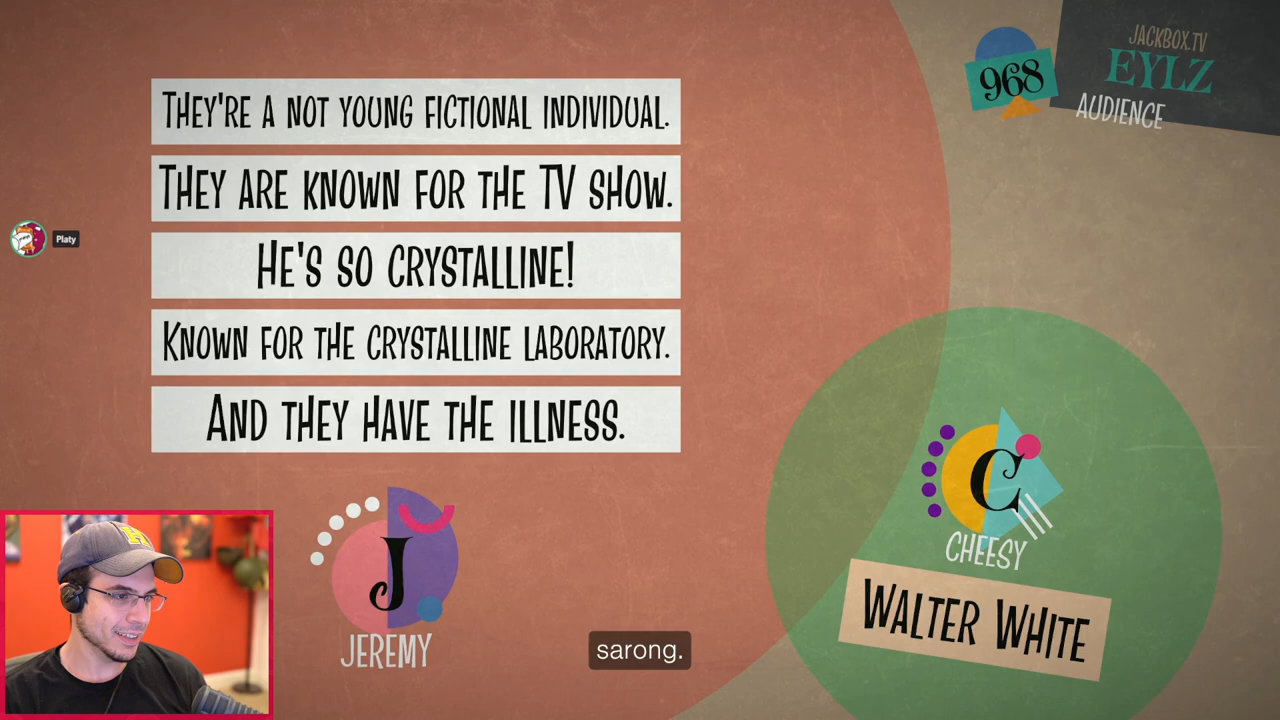 THEY'RE A NOT YOUNG FICTIONAL INDIVIDUAL.
THEY ARE KNOWN FOR THE TV SHOW.
HE'S SO CRYSTALLINE!
KNOWN FOR THE CRYSTALLINE LABORATORY.
AND THEY HAVE THE ILLNESS.
968
JACKBOX.TV
EYLZ
AUDIENCE
Platy
J
JEREMY
C
CHEESY
WALTER WHITE
sarong.
H